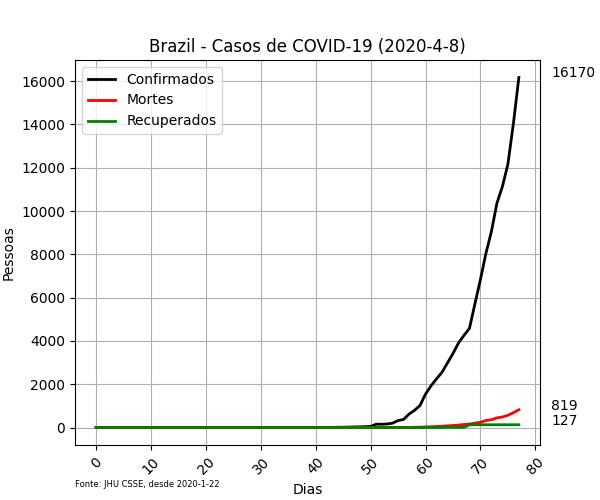 Brazil - Casos de COVID-19 (2020-4-8)
Confirmados
Mortes
Recuperados
16170
819
127
16000
14000
12000
10000
8000
6000
4000
2000
0
Pessoas
0 10 20 30 40 50 60 70 80
Dias
Fonte: JHU CSSE, desde 2020-1-22